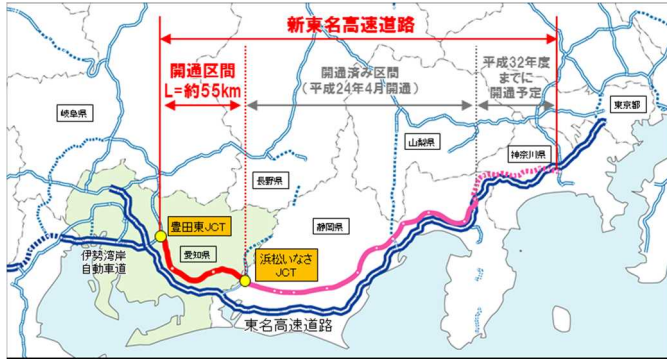 新東名高速道路
開通区間
L=約55km
開通済み区間
(平成24年4月開通)
平成32年度
までに
開通予定
東京都
岐阜県
山梨県
神奈川県
長野県
静岡県
豊田東JCT
愛知県
伊勢湾岸
自動車道
浜松いなさ
JCT
東名高速道路